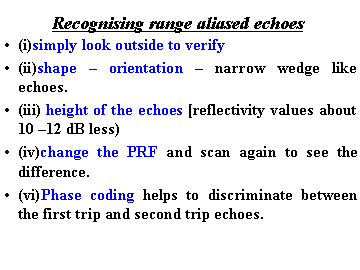 Recognising range aliased echoes
• (i)simply look outside to verify
• (ii)shape – orientation – narrow wedge like
echoes.
• (iii) height of the echoes [reflectivity values about
10 –12 dB less)
• (iv)change the PRF and scan again to see the
difference.
• (vi)Phase coding helps to discriminate between
the first trip and second trip echoes.